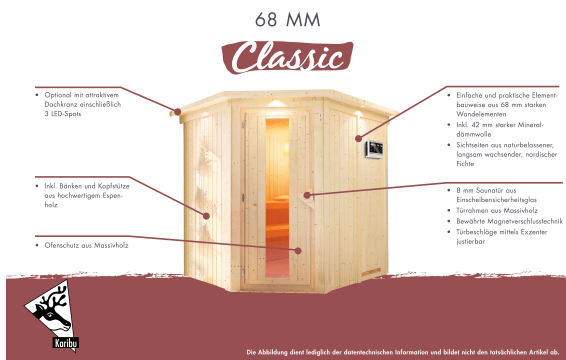 68 MM
Classic
• Optional mit attraktivem
Dachkranz einschließlich
3 LED-Spots
• Inkl. Bänken und Kopfstütze
aus hochwertigem Espen-
holz
• Ofenschutz aus Massivholz
• Einfache und praktische Element-
bauweise aus 68 mm starken
Wandelementen
• Inkl. 42 mm starker Mineral-
dämmwolle
• Sichtseiten aus naturbelassener,
langsam wachsender, nordischer
Fichte
• 8 mm Saunatür aus
Einscheibensicherheitsglas
• Türrahmen aus Massivholz
• Bewährte Magnetverschlusstechnik
• Türbeschläge mittels Exzenter
justierbar
Karibu
Die Abbildung dient lediglich der datentechnischen Information und bildet nicht den tatsächlichen Artikel ab.